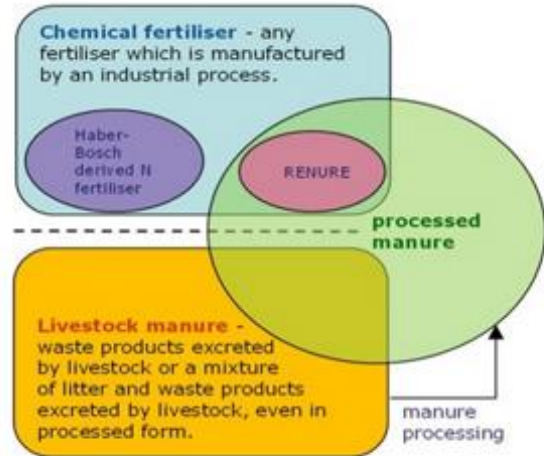 Chemical fertiliser - any
fertiliser which is manufactured
by an industrial process.
Haber-
Bosch
derived N
fertiliser
RENURE
processed
manure
Livestock manure -
waste products excreted
by livestock or a mixture
of litter and waste products
excreted by livestock, even in
processed form.
manure
processing